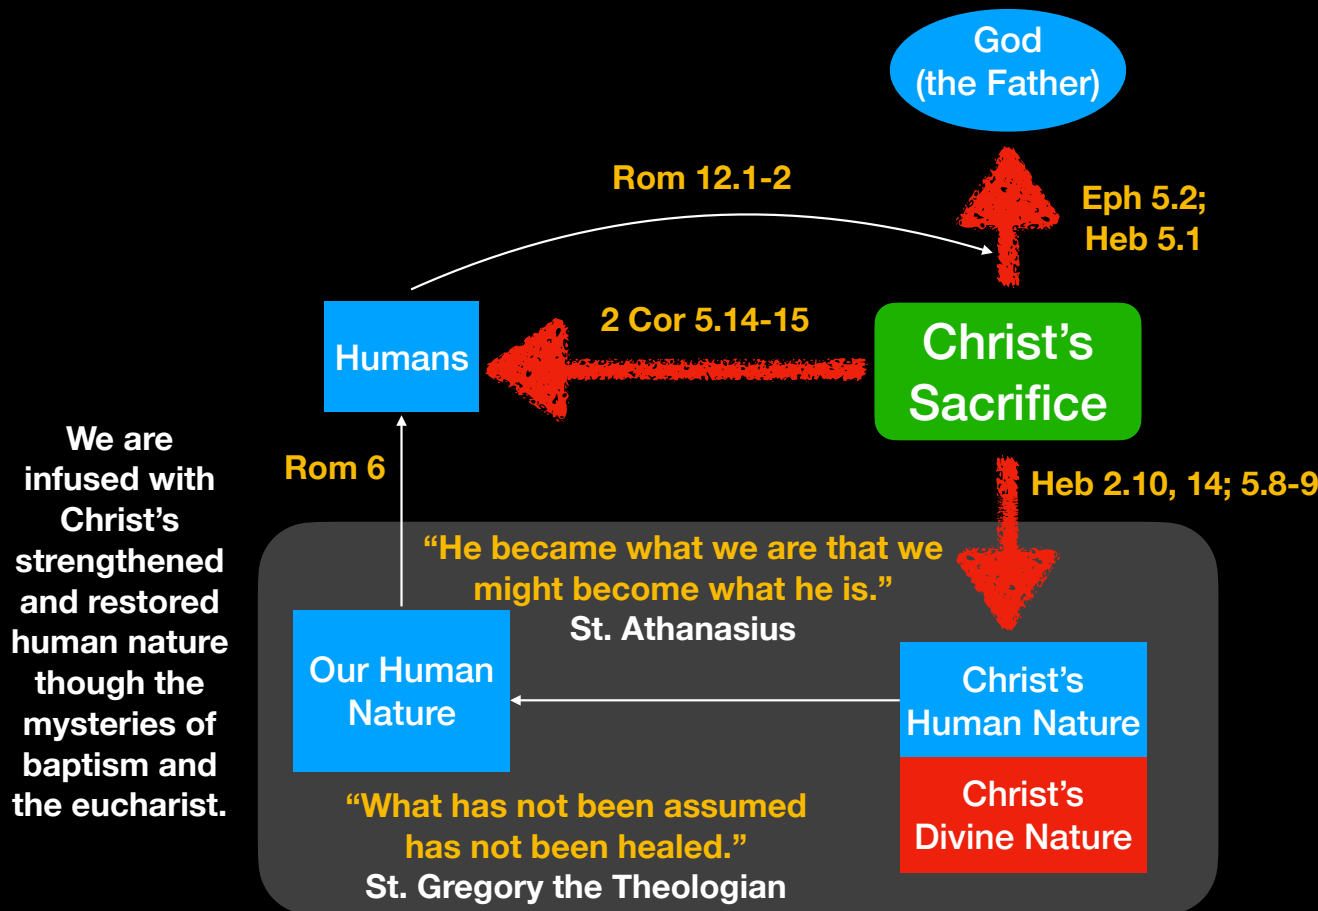 God
(the Father)
Rom 12.1-2
Eph 5.2;
Heb 5.1
Humans
2 Cor 5.14-15
Christ’s
Sacrifice
We are
infused with
Christ’s
strengthened
and restored
human nature
though the
mysteries of
baptism and
the eucharist.
Rom 6
Heb 2.10, 14; 5.8-9
“He became what we are that we
might become what he is.”
St. Athanasius
Our Human
Nature
Christ’s
Human Nature
Christ’s
Divine Nature
“What has not been assumed
has not been healed.”
St. Gregory the Theologian